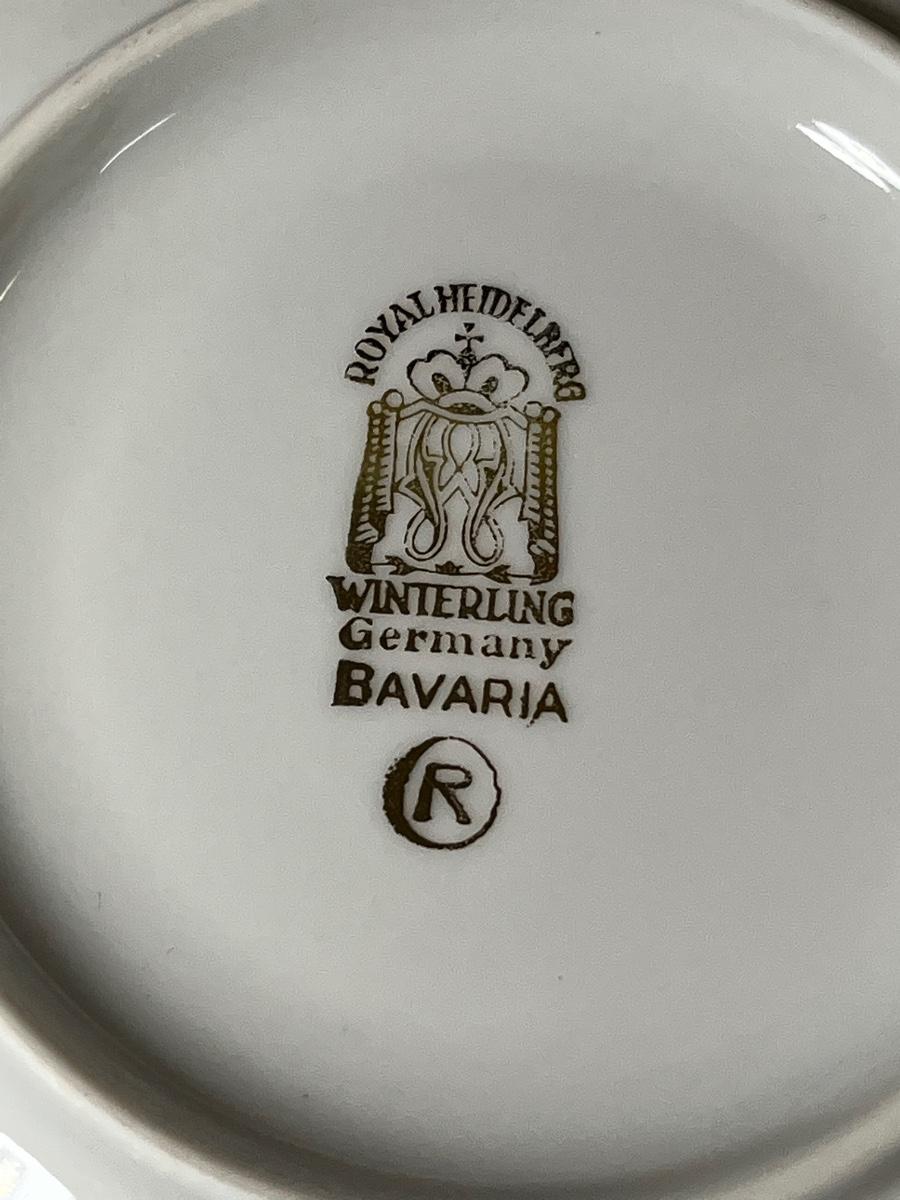 ROYAL HEIDELBERG
WINTERLING
Germany
BAVARIA
R